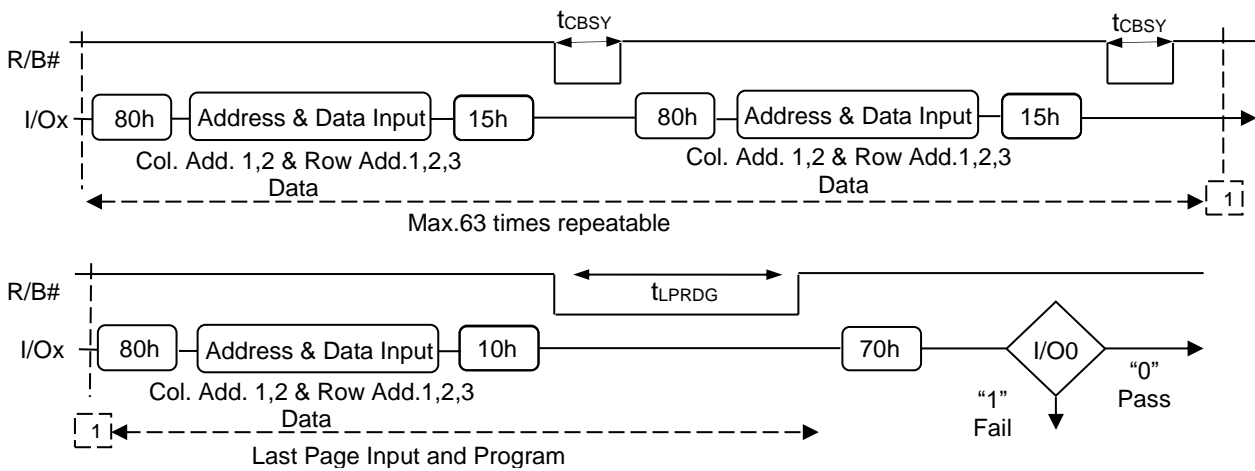 tCBSY tCBSY
R/B#
I/Ox 80h Address & Data Input 15h 80h Address & Data Input 15h
Col. Add. 1,2 & Row Add.1,2,3 Col. Add. 1,2 & Row Add.1,2,3
Data Data
1
Max.63 times repeatable
R/B#
tLPRDG
I/Ox 80h Address & Data Input 10h 70h I/O0
Col. Add. 1,2 & Row Add.1,2,3
Data
“0”
Pass
“1”
Fail
1
Last Page Input and Program